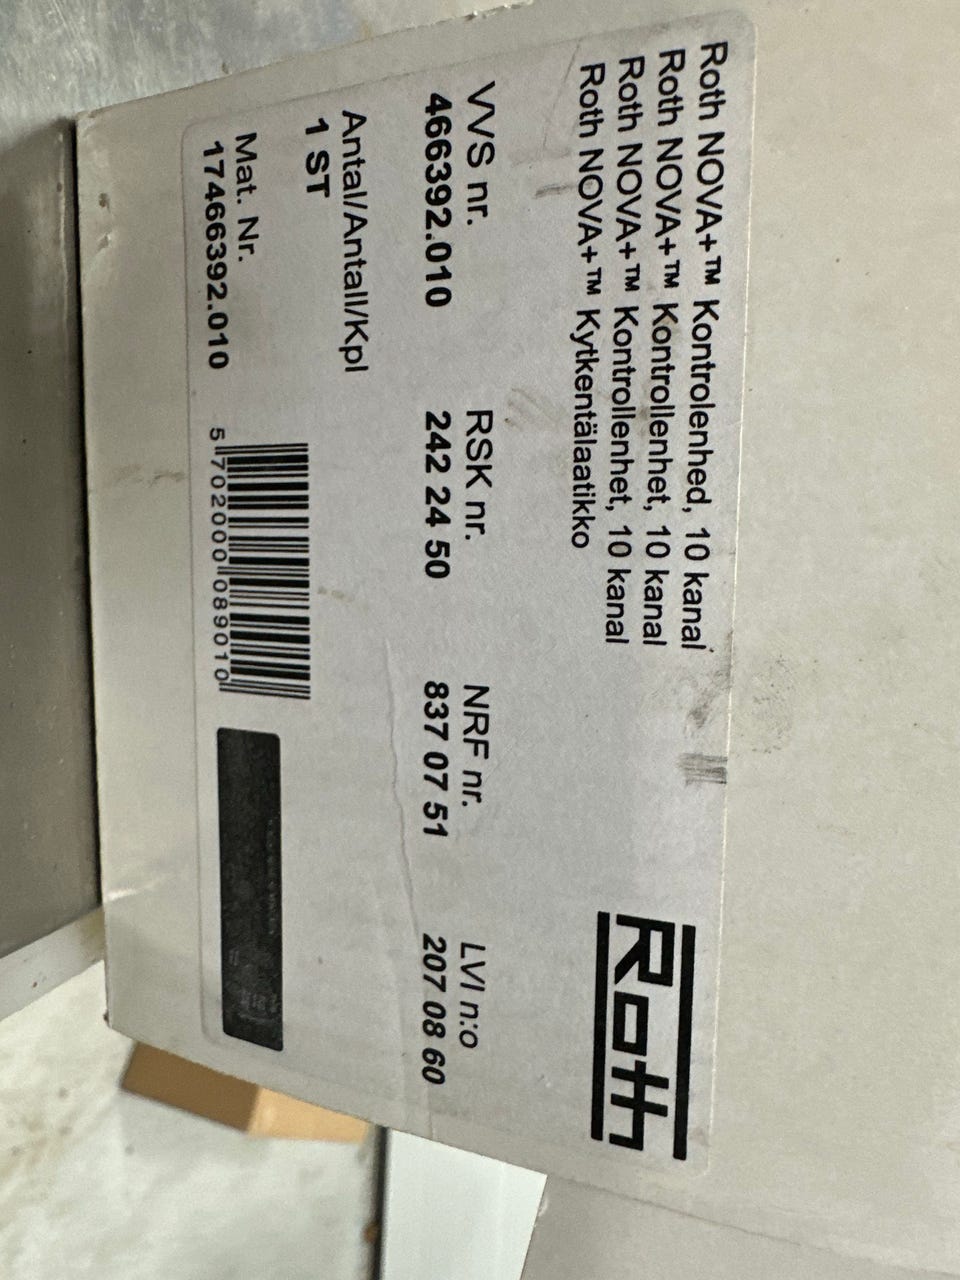 Roth NOVA+™ Kontrolenhed, 10 kanal
Roth NOVA+™ Kontrollenhet, 10 kanal
Roth NOVA+™ Kontrollenhet, 10 kanal
Roth NOVA+™ Kytkentälaatikko
Roth
VVS nr. RSK nr. NRF nr. LVI n:o
466392.010 242 24 50 837 07 51 207 08 60
Antal/Antall/Kpl
1 ST
Mat. Nr.
17466392.010
5 702000 089010